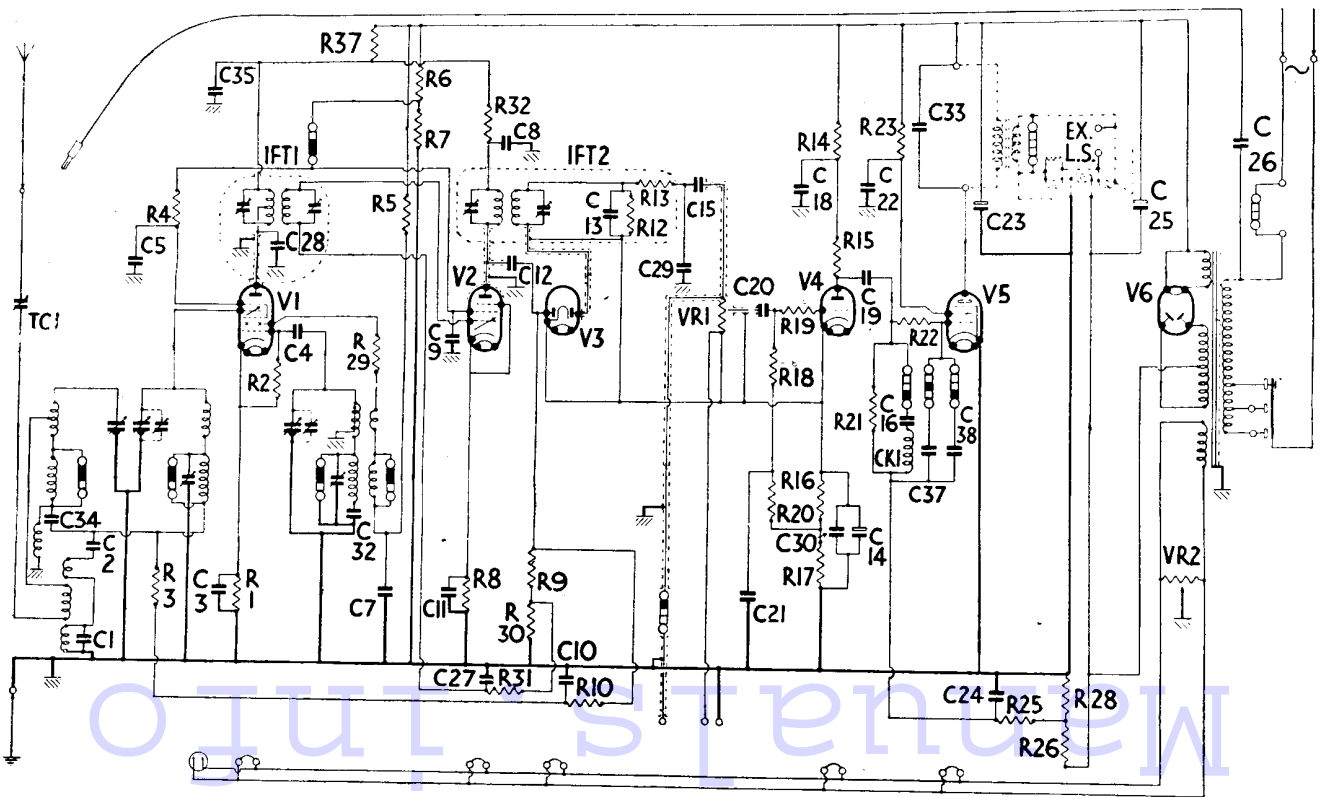 R37
C35
R6
R32
C8
R7
IFT1
IFT2
R14
R23
C33
EX.
L.S.
C
26
R4
C5
C28
R5
C
13
R13
R12
C15
C
18
C
22
C23
C
25
R15
C29
V1
V2
C12
C20
V4
C
19
V5
V6
TC1
C4
R
29
C
9
V3
VR1
R19
R22
R2
R18
R21
C
16
C
38
CK1
C37
C34
C
2
C
32
R16
R20
C30
C
14
R17
VR2
R
3
C
3
R
1
C7
C11
R8
R9
R
30
C21
C1
C10
C27
R31
R10
C24
R25
R28
R26
Manuals.info